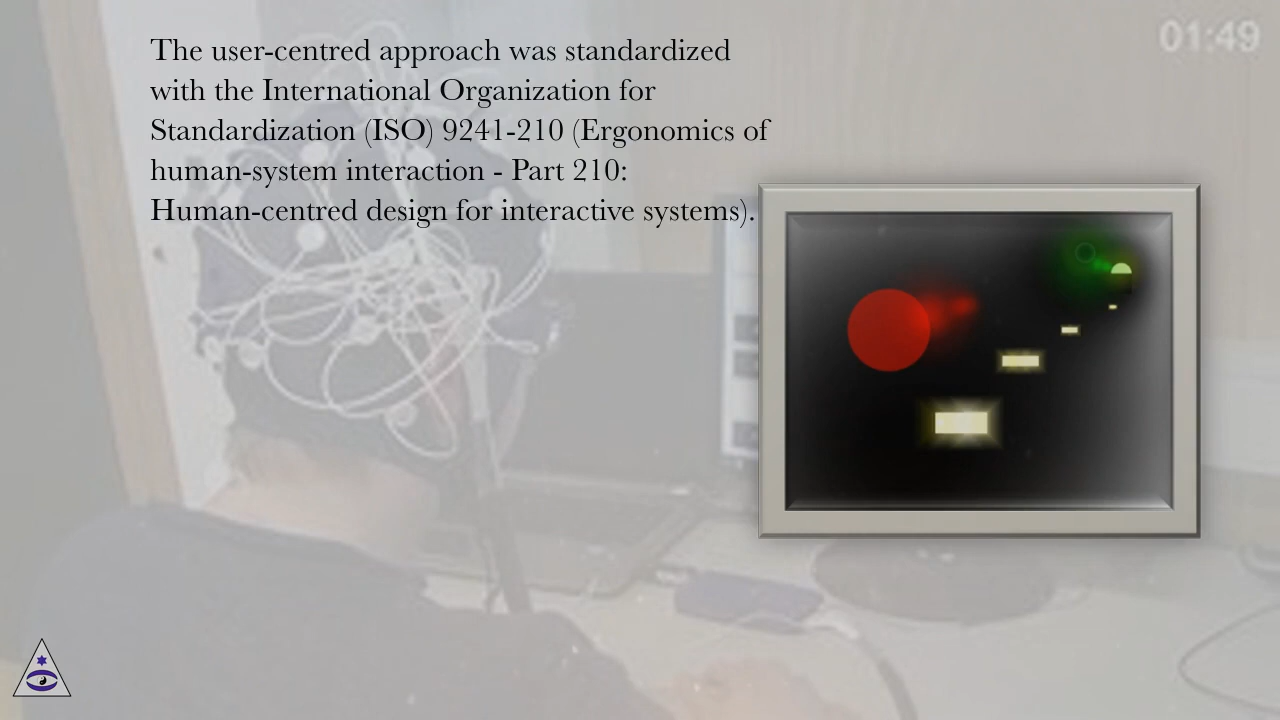 01:49
The user-centred approach was standardized
with the International Organization for
Standardization (ISO) 9241-210 (Ergonomics of
human-system interaction - Part 210:
Human-centred design for interactive systems).